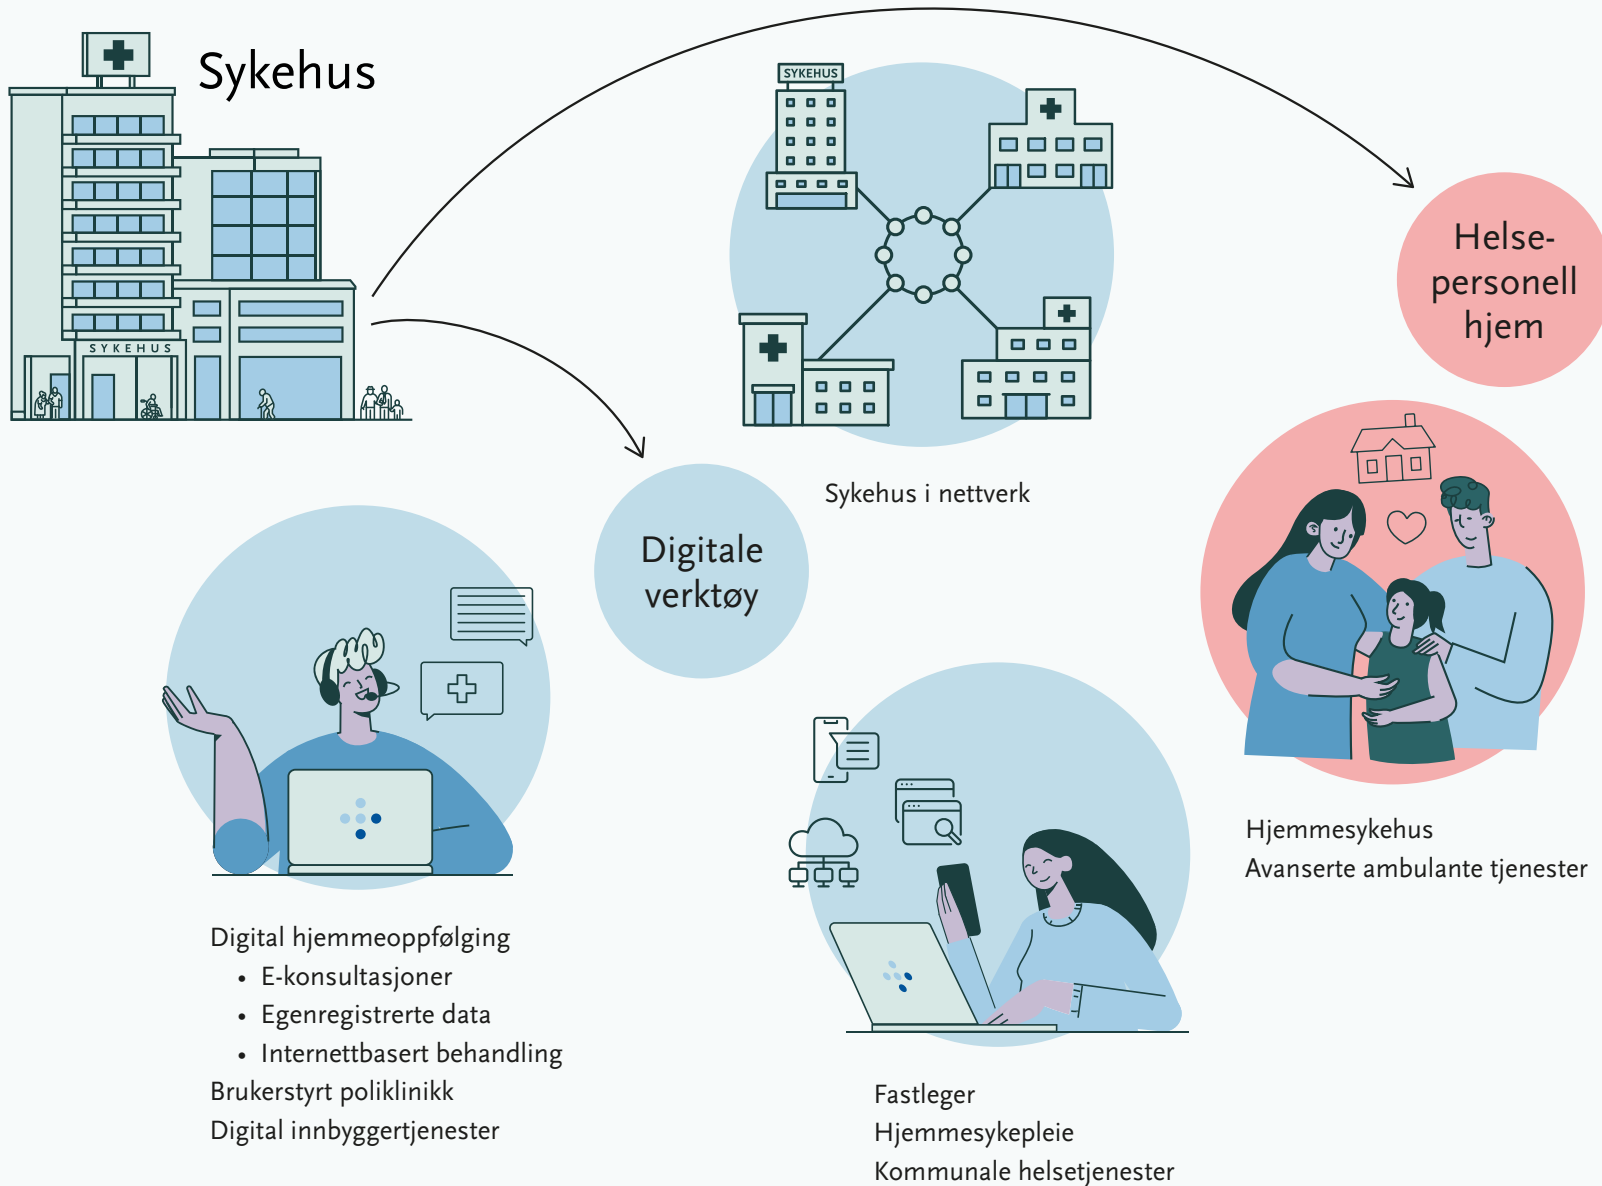 Sykehus
SYKEHUS
SYKEHUS
Sykehus i nettverk
Helse-
personell
hjem
Digitale
verktøy
Hjemmesykehus
Avanserte ambulante tjenester
Digital hjemmeoppfølging
• E-konsultasjoner
• Egenregistrerte data
• Internettbasert behandling
Brukerstyrt poliklinikk
Digital innbyggertjenester
Fastleger
Hjemmesykepleie
Kommunale helsetjenester